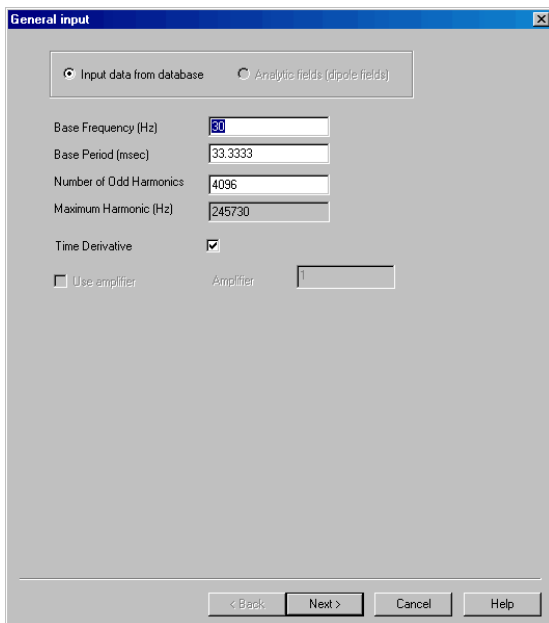 General input
Input data from database Analytic fields (dipole fields)
Base Frequency (Hz) 30
Base Period (msec) 33.3333
Number of Odd Harmonics 4096
Maximum Harmonic (Hz) 245730
Time Derivative
Use amplifier Amplifier 1
< Back Next > Cancel Help